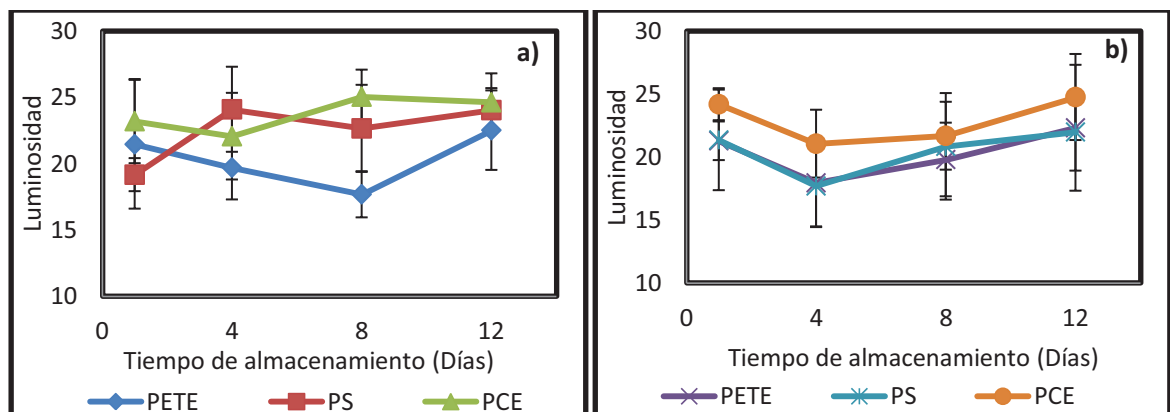 a)
30
25
20
15
10
Luminosidad
0 4 8 12
Tiempo de almacenamiento (Días)
PETE PS PCE
b)
30
25
20
15
10
Luminosidad
0 4 8 12
Tiempo de almacenamiento (Días)
PETE PS PCE